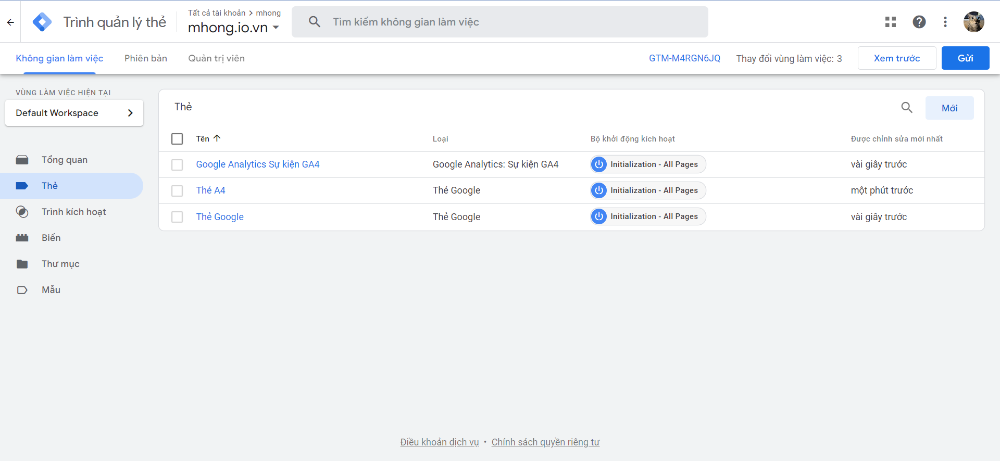 Trình quản lý thẻ
Tất cả tài khoản > mhong
mhong.io.vn
Tìm kiếm không gian làm việc
Không gian làm việc
Phiên bản
Quản trị viên
GTM-M4RGN6JQ
Thay đổi vùng làm việc: 3
Xem trước
Gửi
VÙNG LÀM VIỆC HIỆN TẠI
Default Workspace
Tổng quan
Thẻ
Trình kích hoạt
Biến
Thư mục
Mẫu
Thẻ
Mới
Tên Loại Bộ khởi động kích hoạt Được chỉnh sửa mới nhất
Google Analytics Sự kiện GA4 Google Analytics: Sự kiện GA4 Initialization - All Pages vài giây trước
Thẻ A4 Thẻ Google Initialization - All Pages một phút trước
Thẻ Google Thẻ Google Initialization - All Pages vài giây trước
Điều khoản dịch vụ • Chính sách quyền riêng tư